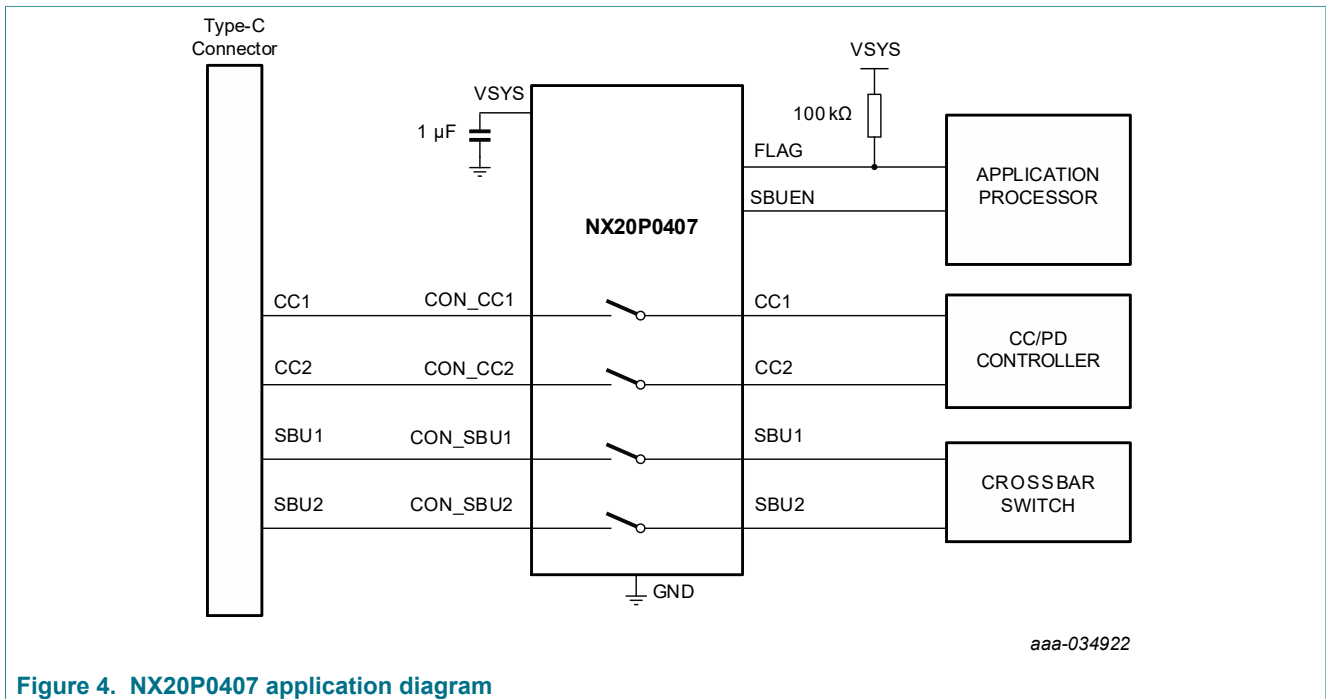 Type-C
Connector
VSYS
VSYS
1 µF
100 kΩ
FLAG
APPLICATION
PROCESSOR
SBUEN
NX20P0407
CC1
CON_CC1
CC1
CC/PD
CONTROLLER
CC2
CON_CC2
CC2
SBU1
CON_SBU1
SBU1
CROSSBAR
SWITCH
SBU2
CON_SBU2
SBU2
GND
aaa-034922
Figure 4. NX20P0407 application diagram